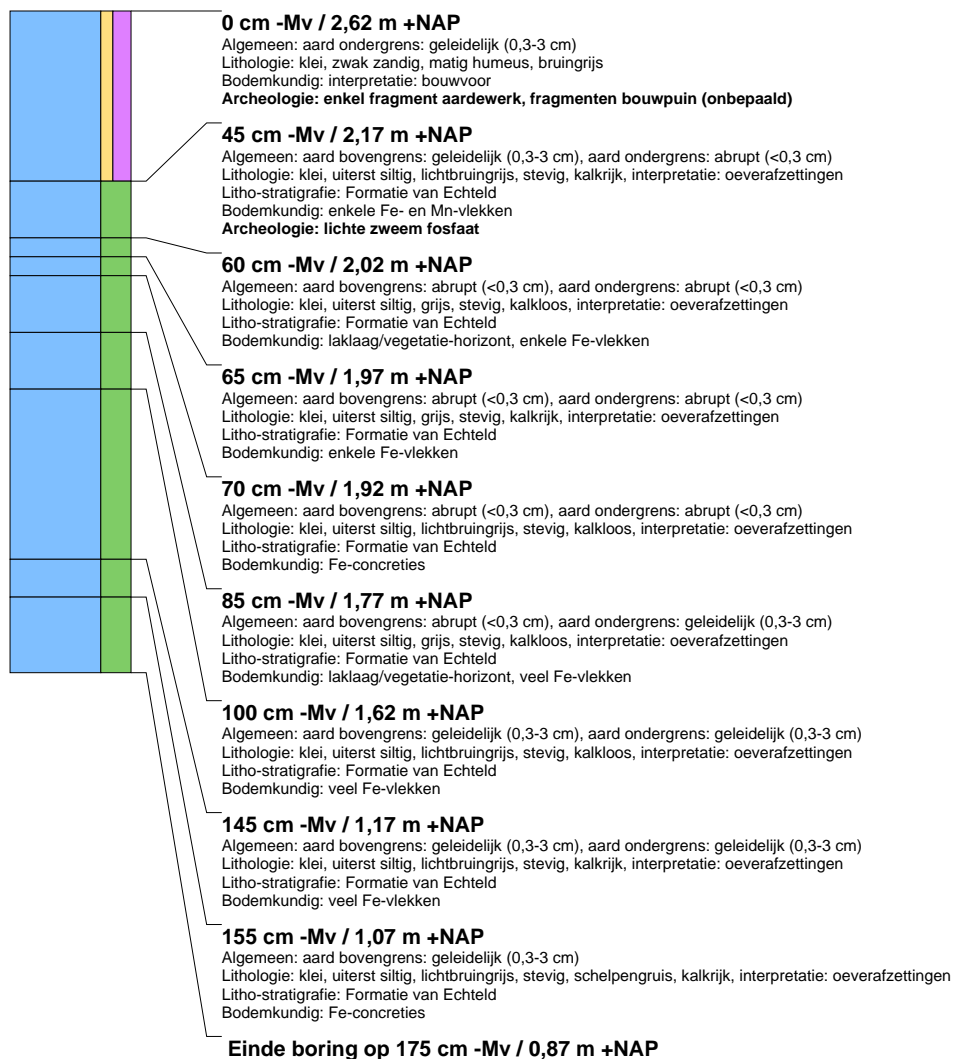 0 cm -Mv / 2,62 m +NAP
Algemeen: aard ondergrens: geleidelijk (0,3-3 cm)
Lithologie: klei, zwak zandig, matig humeus, bruingrijs
Bodemkundig: interpretatie: bouwvoor
Archeologie: enkel fragment aardewerk, fragmenten bouwpuin (onbepaald)
45 cm -Mv / 2,17 m +NAP
Algemeen: aard bovengrens: geleidelijk (0,3-3 cm), aard ondergrens: abrupt (<0,3 cm)
Lithologie: klei, uiterst siltig, lichtbruingrijs, stevig, kalkrijk, interpretatie: oeverafzettingen
Litho-stratigrafie: Formatie van Echteld
Bodemkundig: enkele Fe- en Mn-vlekken
Archeologie: lichte zweem fosfaat
60 cm -Mv / 2,02 m +NAP
Algemeen: aard bovengrens: abrupt (<0,3 cm), aard ondergrens: abrupt (<0,3 cm)
Lithologie: klei, uiterst siltig, grijs, stevig, kalkloos, interpretatie: oeverafzettingen
Litho-stratigrafie: Formatie van Echteld
Bodemkundig: laklaag/vegetatie-horizont, enkele Fe-vlekken
65 cm -Mv / 1,97 m +NAP
Algemeen: aard bovengrens: abrupt (<0,3 cm), aard ondergrens: abrupt (<0,3 cm)
Lithologie: klei, uiterst siltig, grijs, stevig, kalkrijk, interpretatie: oeverafzettingen
Litho-stratigrafie: Formatie van Echteld
Bodemkundig: enkele Fe-vlekken
70 cm -Mv / 1,92 m +NAP
Algemeen: aard bovengrens: abrupt (<0,3 cm), aard ondergrens: abrupt (<0,3 cm)
Lithologie: klei, uiterst siltig, lichtbruingrijs, stevig, kalkloos, interpretatie: oeverafzettingen
Litho-stratigrafie: Formatie van Echteld
Bodemkundig: Fe-concreties
85 cm -Mv / 1,77 m +NAP
Algemeen: aard bovengrens: abrupt (<0,3 cm), aard ondergrens: geleidelijk (0,3-3 cm)
Lithologie: klei, uiterst siltig, grijs, stevig, kalkloos, interpretatie: oeverafzettingen
Litho-stratigrafie: Formatie van Echteld
Bodemkundig: laklaag/vegetatie-horizont, veel Fe-vlekken
100 cm -Mv / 1,62 m +NAP
Algemeen: aard bovengrens: geleidelijk (0,3-3 cm), aard ondergrens: geleidelijk (0,3-3 cm)
Lithologie: klei, uiterst siltig, lichtbruingrijs, stevig, kalkloos, interpretatie: oeverafzettingen
Litho-stratigrafie: Formatie van Echteld
Bodemkundig: veel Fe-vlekken
145 cm -Mv / 1,17 m +NAP
Algemeen: aard bovengrens: geleidelijk (0,3-3 cm), aard ondergrens: geleidelijk (0,3-3 cm)
Lithologie: klei, uiterst siltig, lichtbruingrijs, stevig, kalkrijk, interpretatie: oeverafzettingen
Litho-stratigrafie: Formatie van Echteld
Bodemkundig: veel Fe-vlekken
155 cm -Mv / 1,07 m +NAP
Algemeen: aard bovengrens: geleidelijk (0,3-3 cm)
Lithologie: klei, uiterst siltig, lichtbruingrijs, stevig, schelpengruis, kalkrijk, interpretatie: oeverafzettingen
Litho-stratigrafie: Formatie van Echteld
Bodemkundig: Fe-concreties
Einde boring op 175 cm -Mv / 0,87 m +NAP